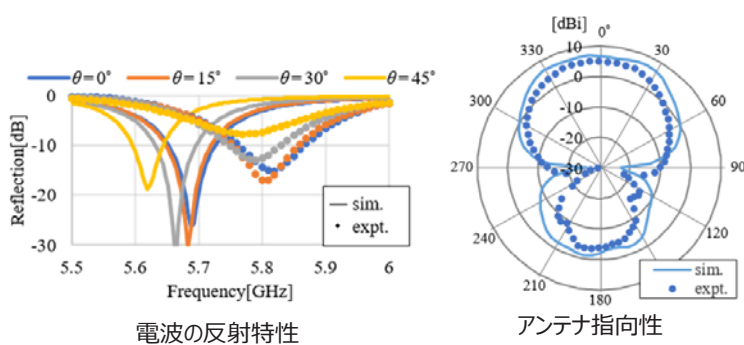 θ=0° θ=15° θ=30° θ=45°
Reflection[dB]
0
-10
-20
-30
5.5 5.6 5.7 5.8 5.9 6
Frequency[GHz]
sim.
expt.
電波の反射特性
[dBi]
0°
30
60
90
120
180
210
240
270
300
330
10
0
-10
-20
-30
sim.
expt.
アンテナ指向性